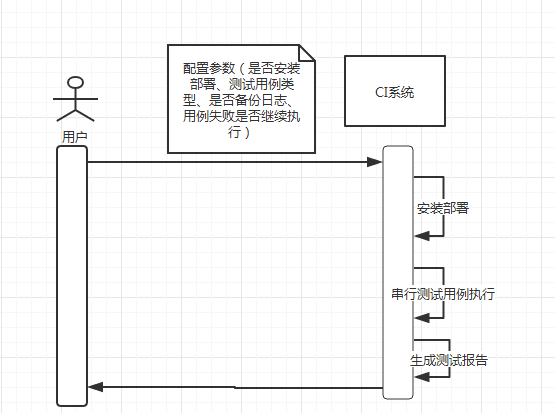 配置参数（是否安装
部署、测试用例类
型、是否备份日志、
用例失败是否继续执
行）
CI系统
用户
安装部署
串行测试用例执行
生成测试报告